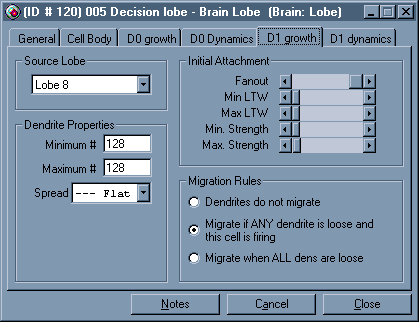 (ID # 120) 005 Decision lobe - Brain Lobe (Brain: Lobe)
General Cell Body D0 growth D0 Dynamics D1 growth D1 dynamics
Source Lobe
Lobe 8
Dendrite Properties
Minimum # 128
Maximum # 128
Spread --- Flat
Initial Attachment
Fanout
Min LTW
Max LTW
Min. Strength
Max. Strength
Migration Rules
Dendrites do not migrate
Migrate if ANY dendrite is loose and
this cell is firing
Migrate when ALL dens are loose
Notes Cancel Close